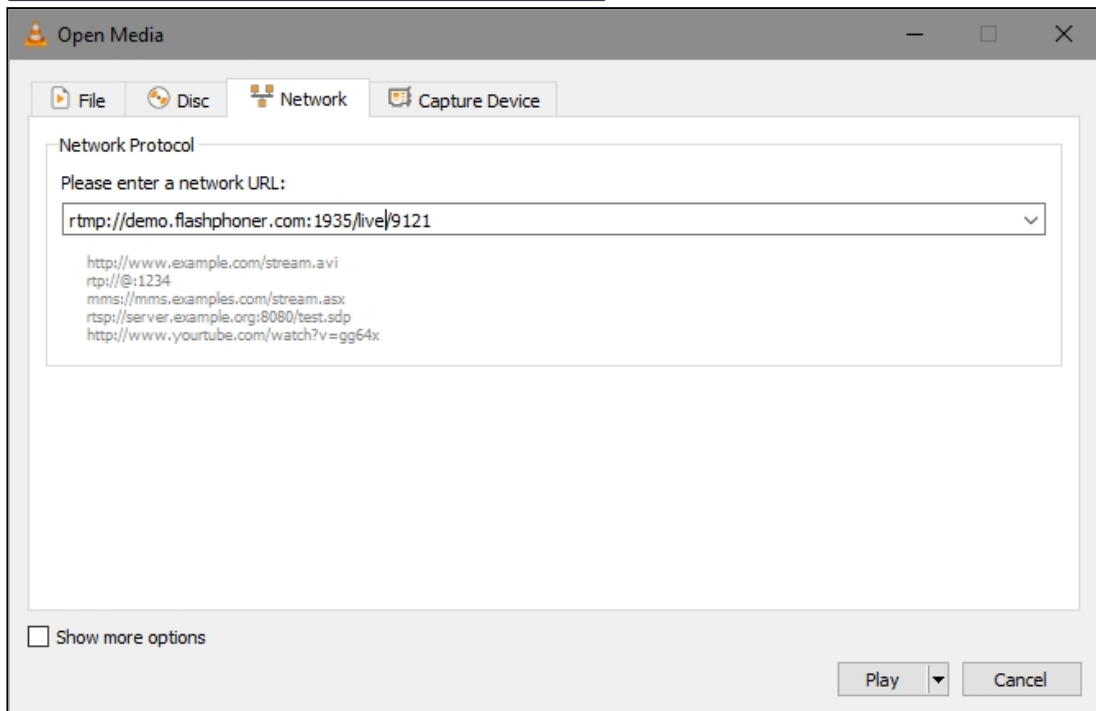 Open Media
File
Disc
Network
Capture Device
Network Protocol
Please enter a network URL:
rtmp://demo.flashphoner.com:1935/live/9121
http://www.example.com/stream.avi
rtp://@:1234
mms://mms.examples.com/stream.asx
rtsp://server.example.org:8080/test.sdp
http://www.yourtube.com/watch?v=gg64x
Show more options
Play
Cancel